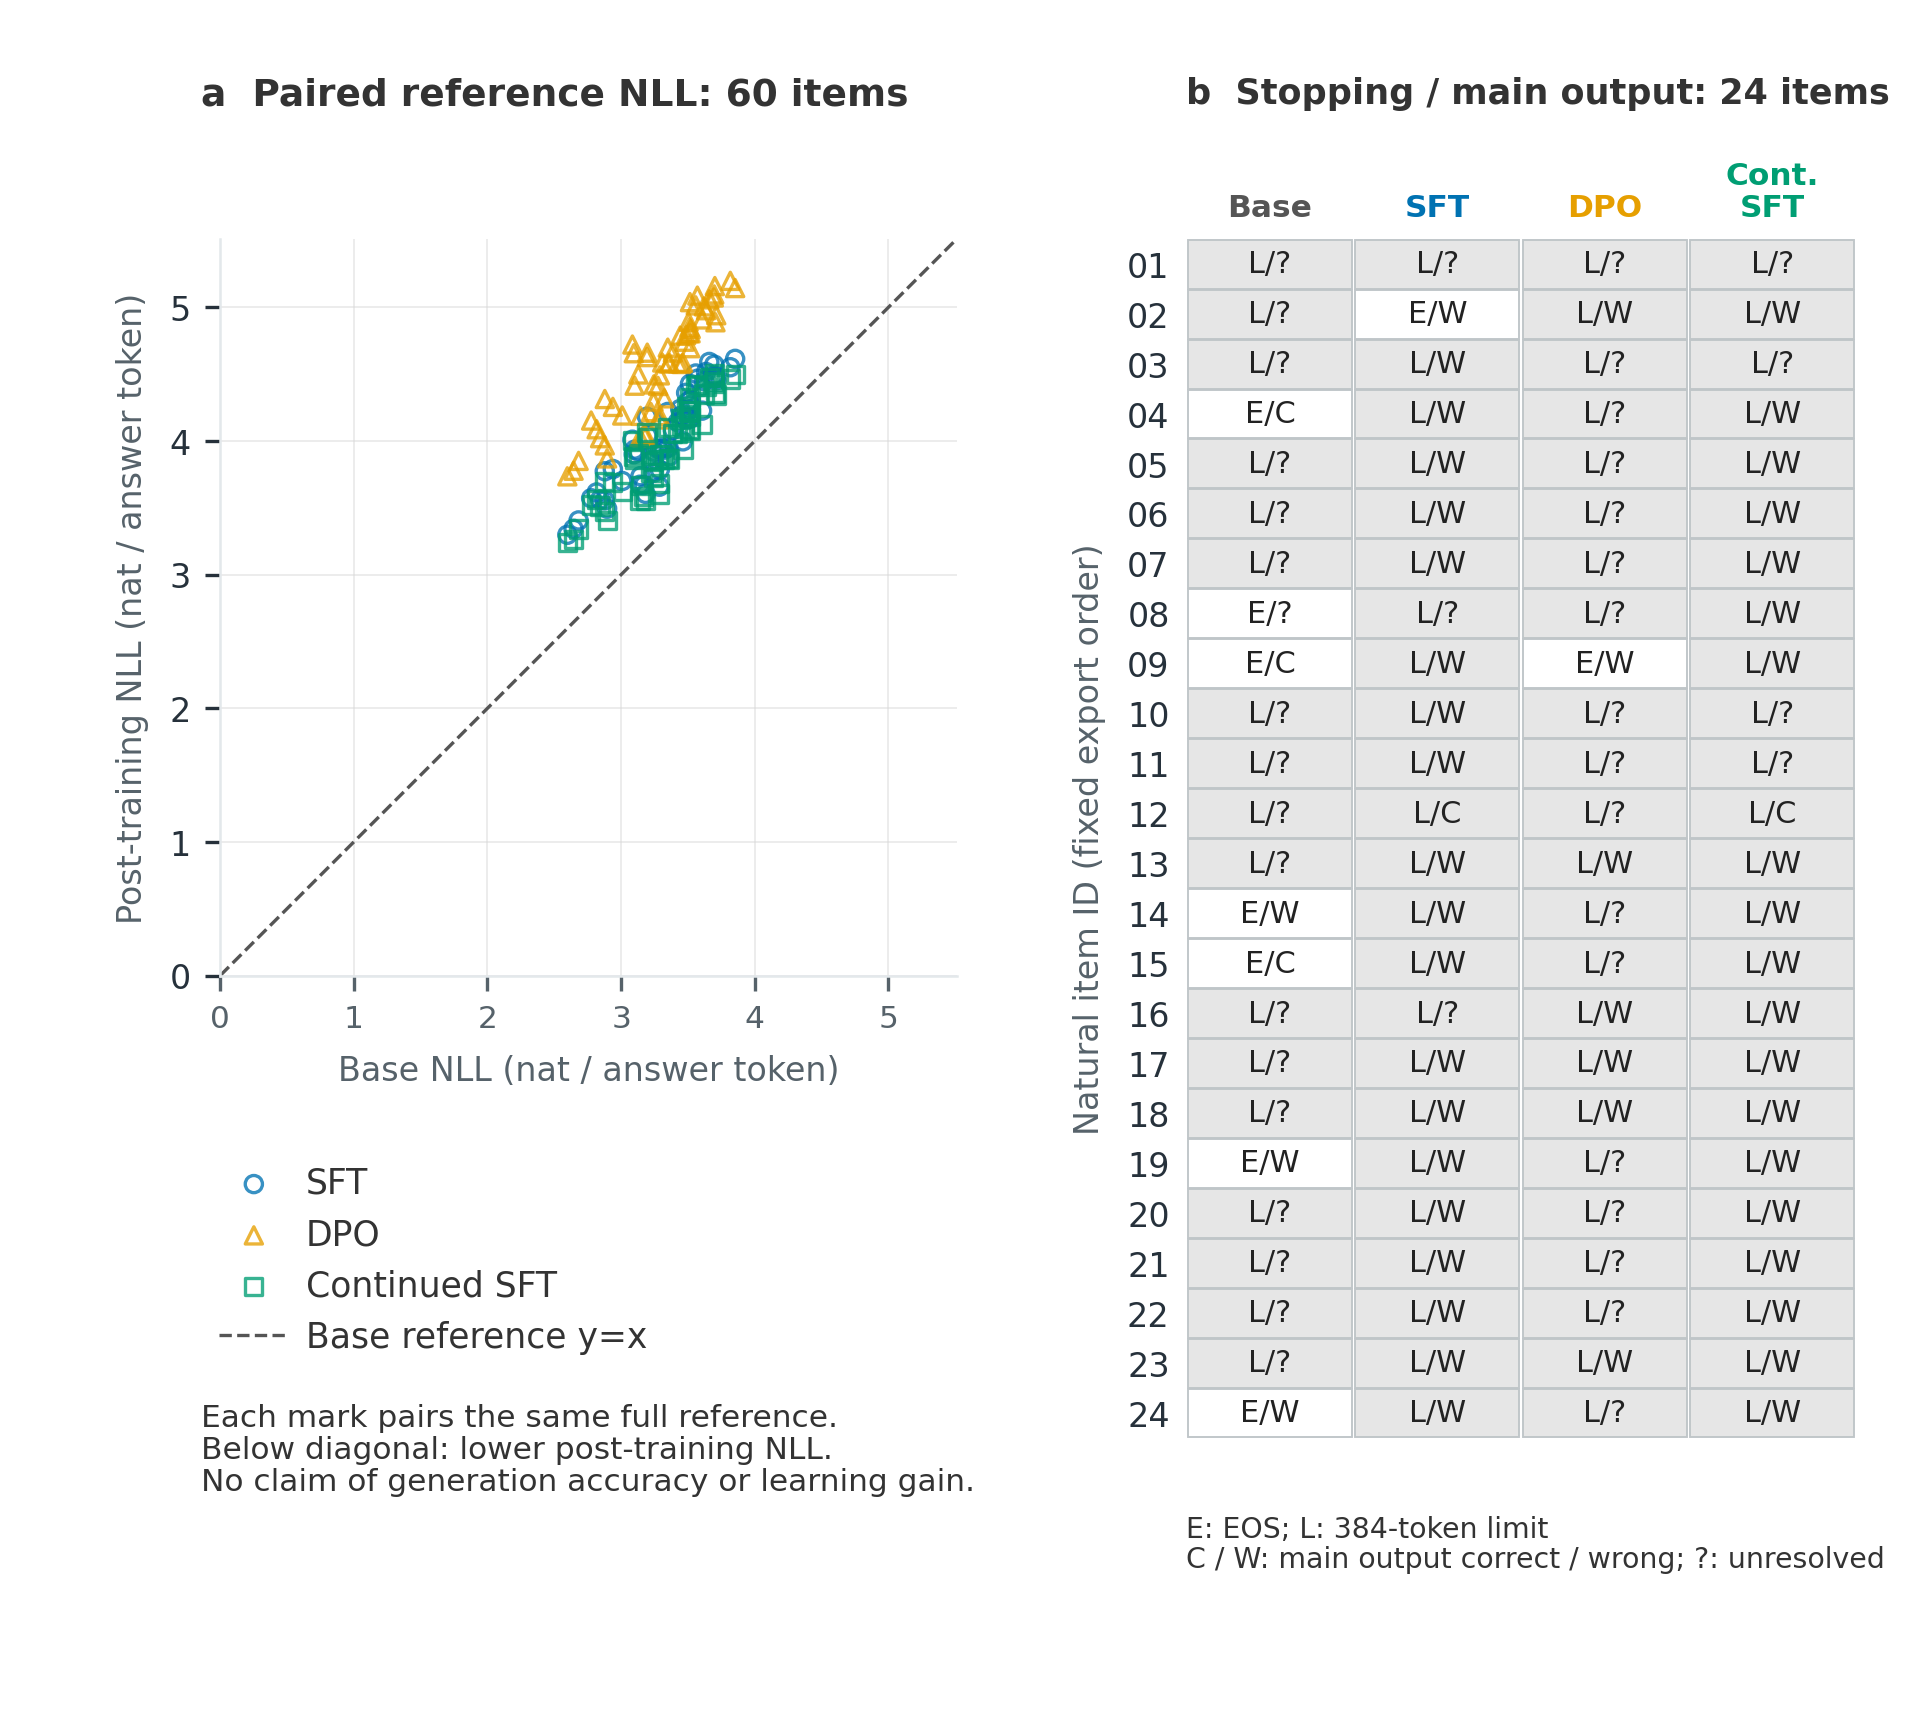 a  Paired reference NLL: 60 items
Post-training NLL (nat / answer token)
5
4
3
2
1
0
0 1 2 3 4 5
Base NLL (nat / answer token)
SFT
DPO
Continued SFT
Base reference y=x
Each mark pairs the same full reference.
Below diagonal: lower post-training NLL.
No claim of generation accuracy or learning gain.
b  Stopping / main output: 24 items
Natural item ID (fixed export order)
Base SFT DPO Cont. SFT
01 L/? L/? L/? L/?
02 L/? E/W L/W L/W
03 L/? L/W L/? L/?
04 E/C L/W L/? L/W
05 L/? L/W L/? L/W
06 L/? L/W L/? L/W
07 L/? L/W L/? L/W
08 E/? L/? L/? L/W
09 E/C L/W E/W L/W
10 L/? L/W L/? L/?
11 L/? L/W L/? L/?
12 L/? L/C L/? L/C
13 L/? L/W L/W L/W
14 E/W L/W L/? L/W
15 E/C L/W L/? L/W
16 L/? L/? L/W L/W
17 L/? L/W L/W L/W
18 L/? L/W L/W L/W
19 E/W L/W L/? L/W
20 L/? L/W L/? L/W
21 L/? L/W L/? L/W
22 L/? L/W L/? L/W
23 L/? L/W L/W L/W
24 E/W L/W L/? L/W
E: EOS; L: 384-token limit
C / W: main output correct / wrong; ?: unresolved